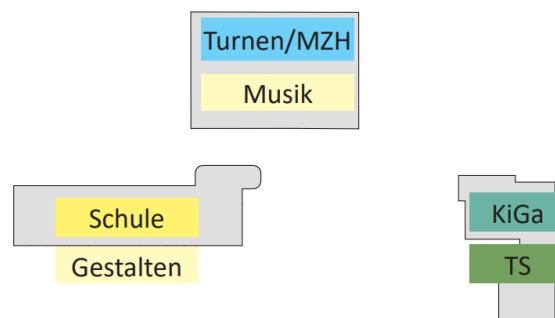 Turnen/MZH
Musik
Schule
Gestalten
KiGa
TS